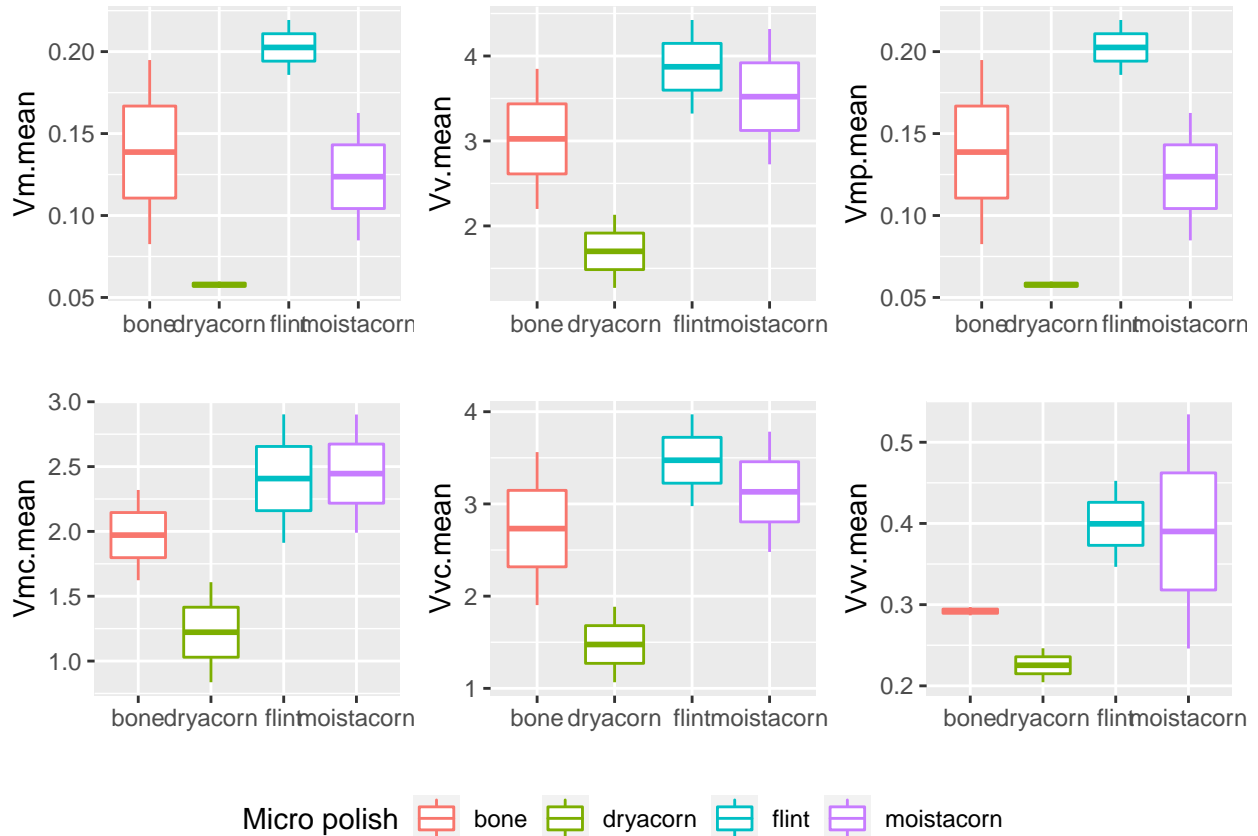 Vm.mean
0.20
0.15
0.10
0.05
bone dryacorn flint moistacorn
Vv.mean
4
3
2
bone dryacorn flint moistacorn
Vmp.mean
0.20
0.15
0.10
0.05
bone dryacorn flint moistacorn
Vmc.mean
3.0
2.5
2.0
1.5
1.0
bone dryacorn flint moistacorn
Vvc.mean
4
3
2
1
bone dryacorn flint moistacorn
Vvv.mean
0.5
0.4
0.3
0.2
bone dryacorn flint moistacorn
Micro polish bone dryacorn flint moistacorn